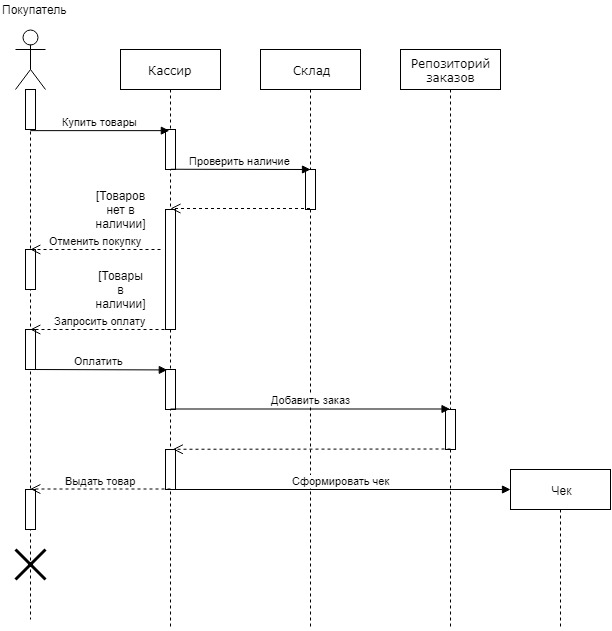 Покупатель
Кассир
Склад
Репозиторий
заказов
Купить товары
Проверить наличие
[Товаров
нет в
наличии]
Отменить покупку
[Товары
в
наличии]
Запросить оплату
Оплатить
Добавить заказ
Выдать товар
Сформировать чек
Чек